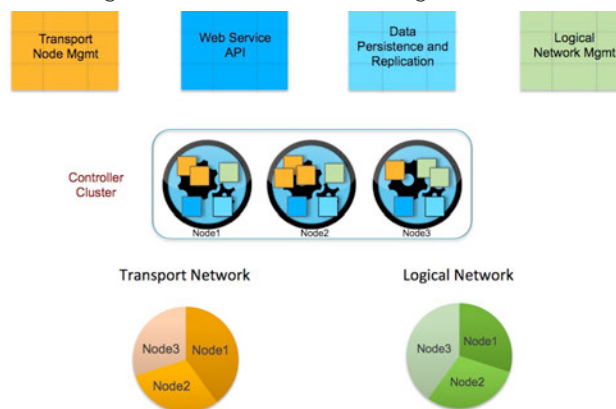 Transport
Node Mgmt
Web Service
API
Data
Persistence and
Replication
Logical
Network Mgmt
Controller
Cluster
Node1
Node2
Node3
Transport Network
Logical Network
Node3
Node1
Node2
Node3
Node1
Node2